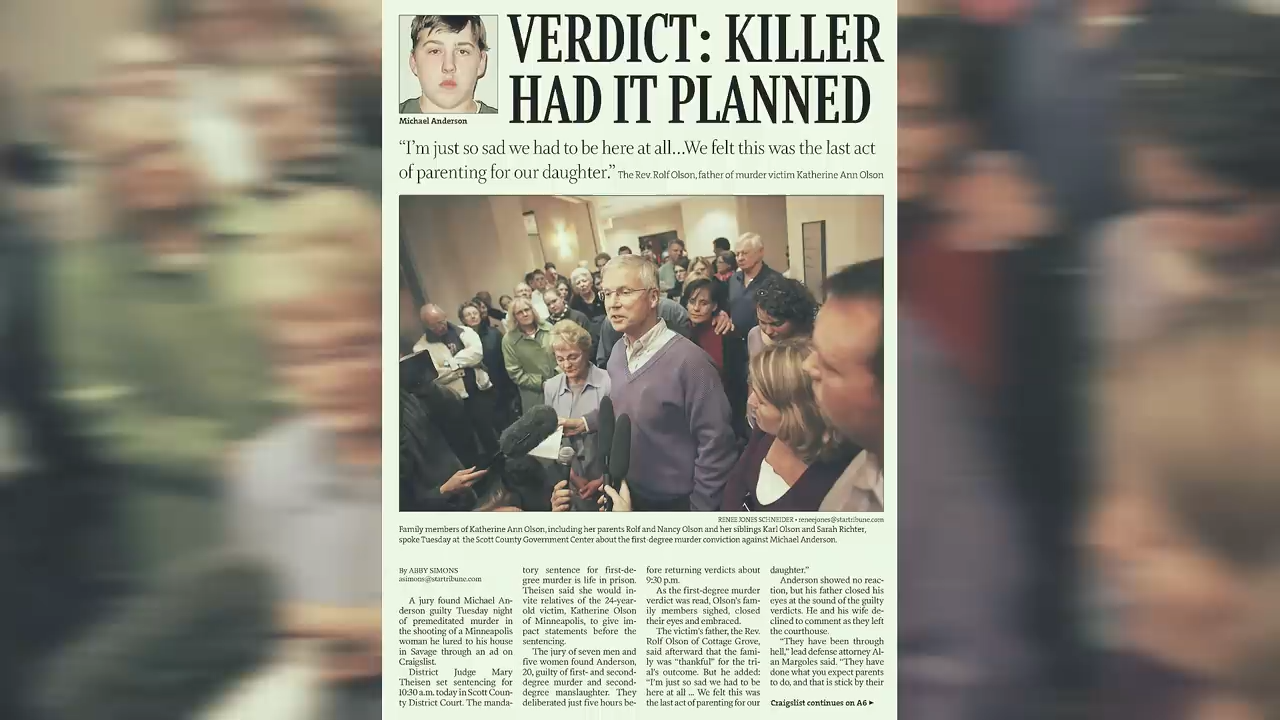 VERDICT: KILLER
HAD IT PLANNED
Michael Anderson
“I’m just so sad we had to be here at all...We felt this was the last act
of parenting for our daughter.” The Rev. Rolf Olson, father of murder victim Katherine Ann Olson
RENEE JONES SCHNEIDER • reneejones@startribune.com
Family members of Katherine Ann Olson, including her parents Rolf and Nancy Olson and her siblings Karl Olson and Sarah Richter,
spoke Tuesday at the Scott County Government Center about the first-degree murder conviction against Michael Anderson.
By ABBY SIMONS
asimons@startribune.com
A jury found Michael An-
derson guilty Tuesday night
of premeditated murder in
the shooting of a Minneapolis
woman he lured to his house
in Savage through an ad on
Craigslist.
District Judge Mary
Theisen set sentencing for
10:30 a.m. today in Scott Coun-
ty District Court. The manda-
tory sentence for first-de-
gree murder is life in prison.
Theisen said she would in-
vite relatives of the 24-year-
old victim, Katherine Olson
of Minneapolis, to give im-
pact statements before the
sentencing.
The jury of seven men and
five women found Anderson,
20, guilty of first- and second-
degree murder and second-
degree manslaughter. They
deliberated just five hours be-
fore returning verdicts about
9:30 p.m.
As the first-degree murder
verdict was read, Olson’s fam-
ily members sighed, closed
their eyes and embraced.
The victim’s father, the Rev.
Rolf Olson of Cottage Grove,
said afterward that the fami-
ly was “thankful” for the tri-
al’s outcome. But he added:
“I’m just so sad we had to be
here at all ... We felt this was
the last act of parenting for our
daughter.”
Anderson showed no reac-
tion, but his father closed his
eyes at the sound of the guilty
verdicts. He and his wife de-
clined to comment as they left
the courthouse.
“They have been through
hell,” lead defense attorney Al-
an Margoles said. “They have
done what you expect parents
to do, and that is stick by their
Craigslist continues on A6 ►